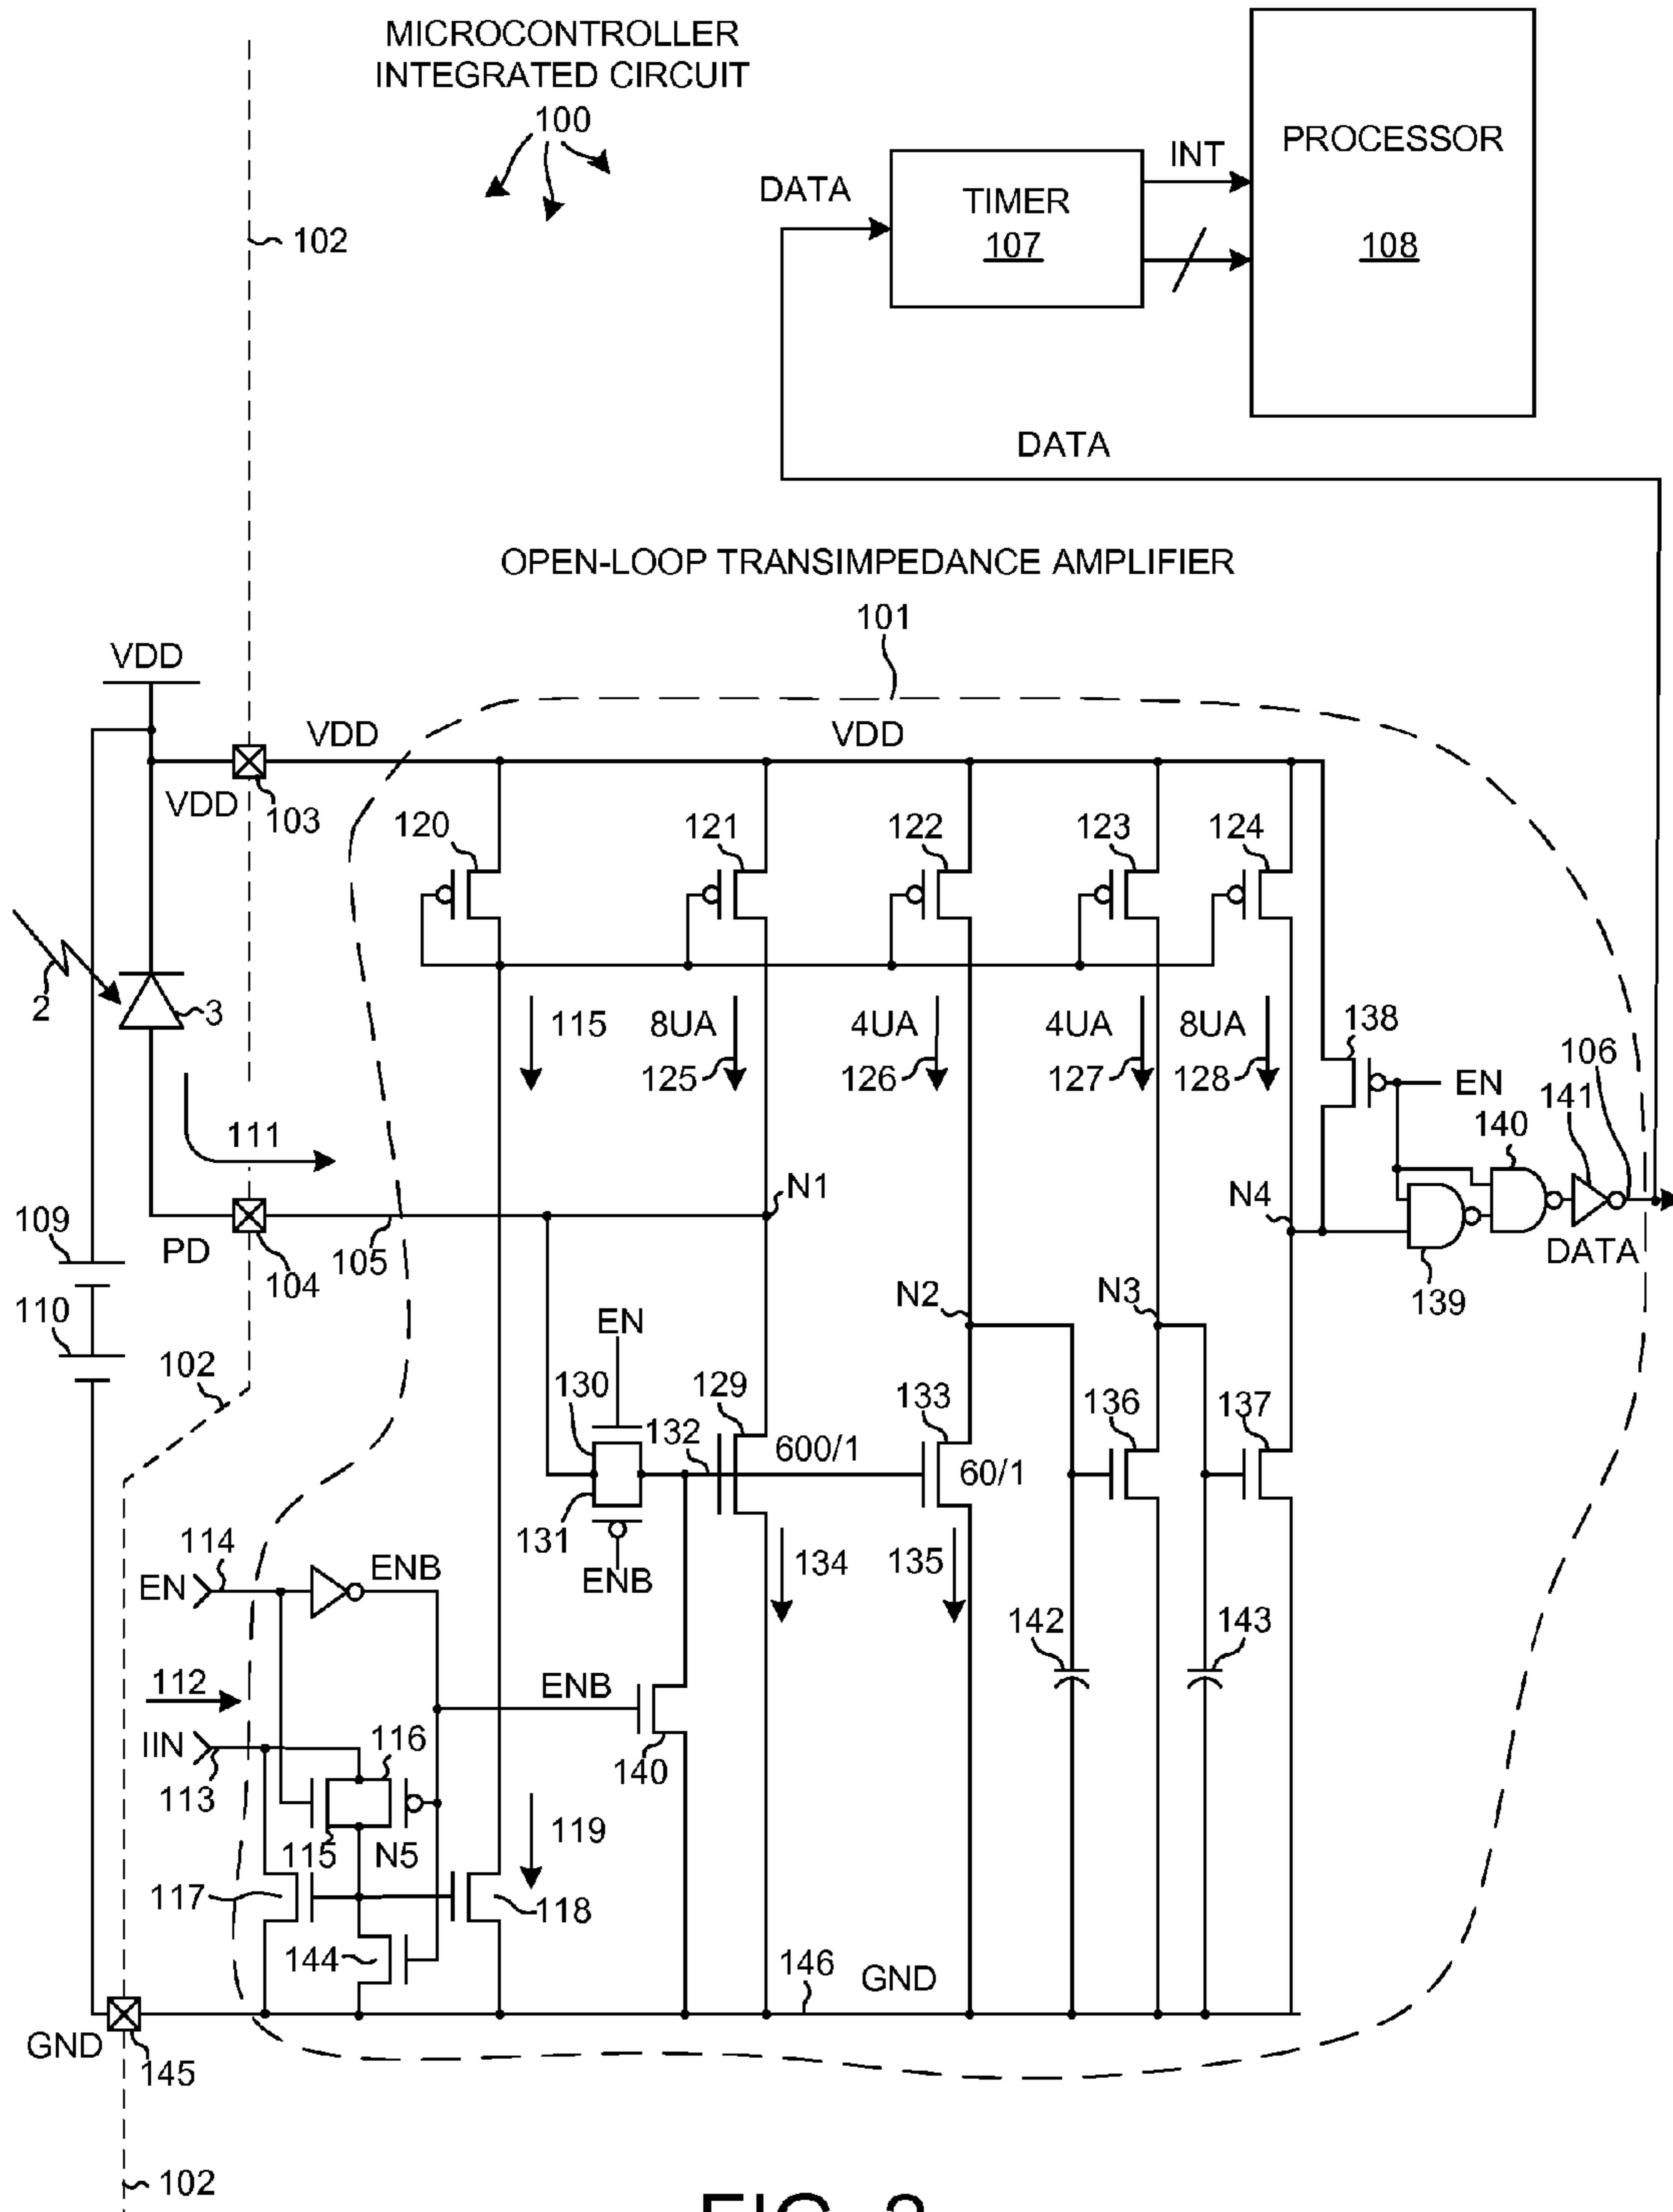 MICROCONTROLLER
INTEGRATED CIRCUIT
100
PROCESSOR
108
INT
DATA
TIMER
107
102
DATA
OPEN-LOOP TRANSIMPEDANCE AMPLIFIER
101
VDD
VDD
VDD
VDD
103
120
121
122
123
124
2
3
115
8UA
125
4UA
126
4UA
127
8UA
128
138
EN
106
141
140
111
N1
N4
109
PD
104
105
DATA
139
110
N2
N3
EN
102
130
132
129
600/1
133
60/1
136
137
131
ENB
134
135
114
EN
ENB
142
143
112
ENB
IIN
113
116
140
115
N5
119
117
118
144
146
GND
GND
145
102